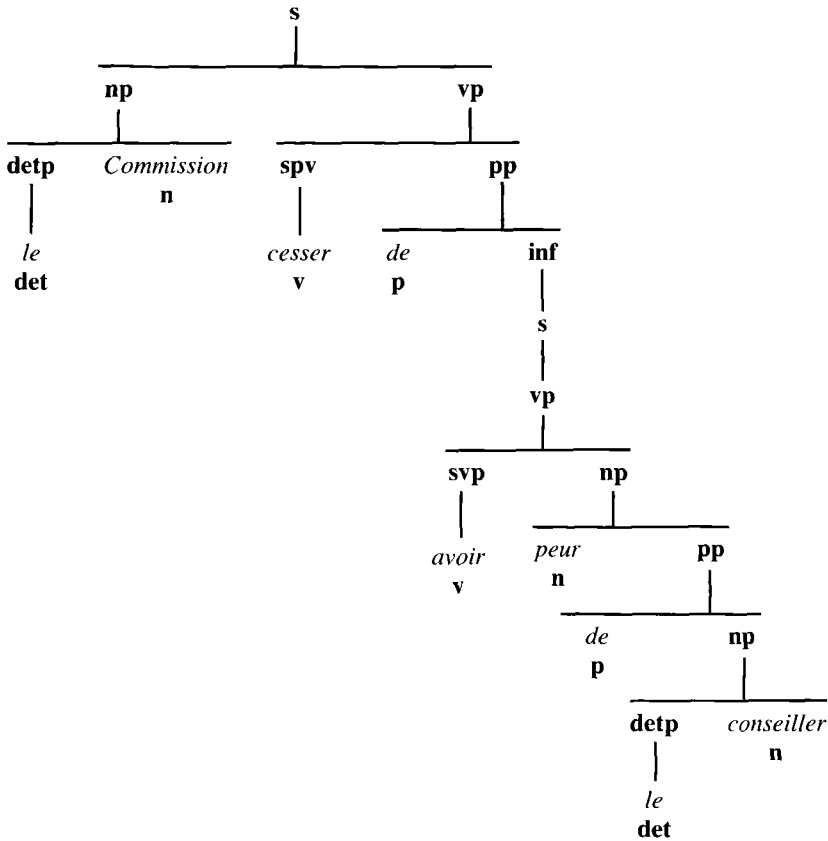 s
np vp
detp Commission spv pp
n
le cesser de inf
det v p
s
vp
svp np
avoir peur pp
v n
de np
p
detp conseiller
n
le
det